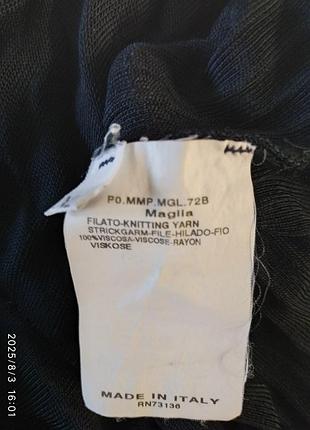 P0.MMP.MGL.72B
Maglia
FILATO-KNITTING YARN
STRICKGARM-FILE-HILADO-FIO
100%VISCOSA-VISCOSE-RAYON
VISKOSE
MADE IN ITALY
RN73136
2025/8/3 16:01